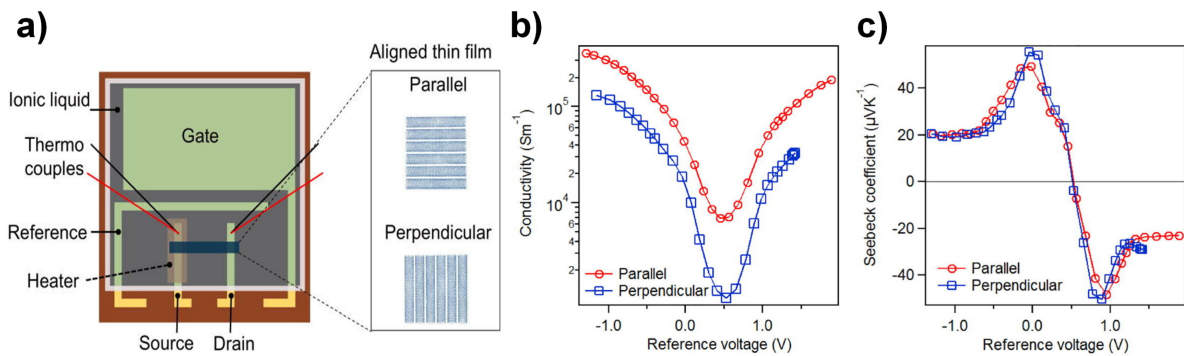 a)
Aligned thin film
Parallel
Perpendicular
Ionic liquid
Gate
Thermo
couples
Reference
Heater
Source
Drain
b)
Conductivity (Sm⁻¹)
4
2
10⁵
4
2
10⁴
4
2
Parallel
Perpendicular
-1.0
0.0
1.0
Reference voltage (V)
c)
Seebeck coefficient (μVK⁻¹)
40
20
0
-20
-40
Parallel
Perpendicular
-1.0
0.0
1.0
Reference voltage (V)